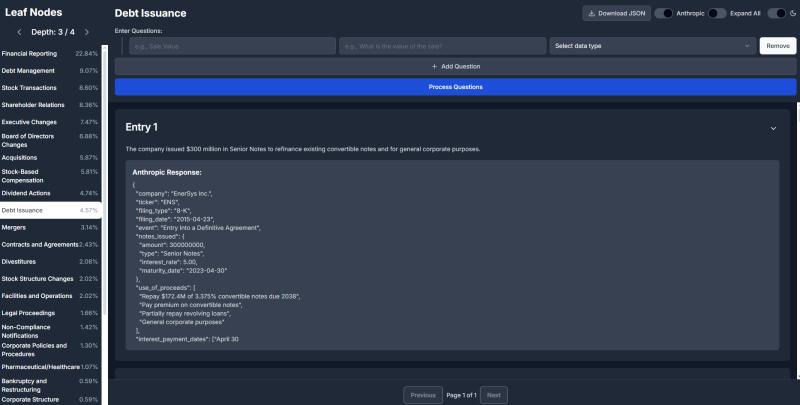 Leaf Nodes
Depth: 3 / 4
Financial Reporting 22.84%
Debt Management 9.07%
Stock Transactions 8.60%
Shareholder Relations 8.36%
Executive Changes 7.47%
Board of Directors Changes 6.88%
Acquisitions 5.87%
Stock-Based Compensation 5.81%
Dividend Actions 4.74%
Debt Issuance 4.57%
Mergers 3.14%
Contracts and Agreements 2.43%
Divestitures 2.08%
Stock Structure Changes 2.02%
Facilities and Operations 2.02%
Legal Proceedings 1.66%
Non-Compliance Notifications 1.42%
Corporate Policies and Procedures 1.30%
Pharmaceutical/Healthcare 1.07%
Bankruptcy and Restructuring 0.59%
Corporate Structure 0.59%
Debt Issuance
Download JSON Anthropic Expand All
Enter Questions:
e.g., Sale Value e.g., What is the value of the sale? Select data type Remove
+ Add Question
Process Questions
Entry 1
The company issued $300 million in Senior Notes to refinance existing convertible notes and for general corporate purposes.
Anthropic Response:
{
"company": "EnerSys Inc.",
"ticker": "ENS",
"filing_type": "8-K",
"filing_date": "2015-04-23",
"event": "Entry Into a Definitive Agreement",
"notes_issued": {
"amount": 300000000,
"type": "Senior Notes",
"interest_rate": 5.00,
"maturity_date": "2023-04-30"
},
"use_of_proceeds": [
"Repay $172.4M of 3.375% convertible notes due 2038",
"Pay premium on convertible notes",
"Partially repay revolving loans",
"General corporate purposes"
],
"interest_payment_dates": ["April 30
Previous Page 1 of 1 Next